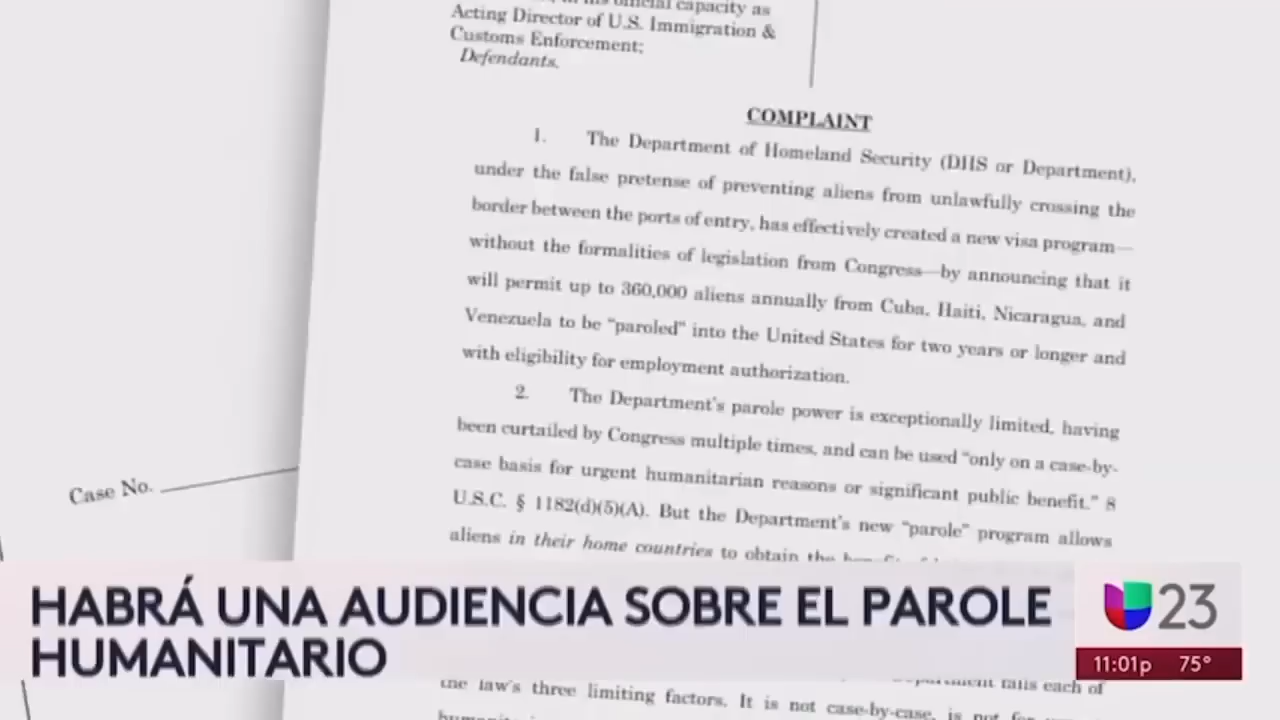 official capacity as
Acting Director of U.S. Immigration &
Customs Enforcement;
Defendants.
COMPLAINT
1. The Department of Homeland Security (DHS or Department),
under the false pretense of preventing aliens from unlawfully crossing the
border between the ports of entry, has effectively created a new visa program—
without the formalities of legislation from Congress—by announcing that it
will permit up to 360,000 aliens annually from Cuba, Haiti, Nicaragua, and
Venezuela to be “paroled” into the United States for two years or longer and
with eligibility for employment authorization.
2. The Department’s parole power is exceptionally limited, having
been curtailed by Congress multiple times, and can be used “only on a case-by-
case basis for urgent humanitarian reasons or significant public benefit.” 8
U.S.C. § 1182(d)(5)(A). But the Department’s new “parole” program allows
aliens in their home countries to obtain the
Case No.
HABRÁ UNA AUDIENCIA SOBRE EL PAROLE
HUMANITARIO
23
11:01p 75°
fails each of
the law’s three limiting factors. It is not case-by-case, is not for